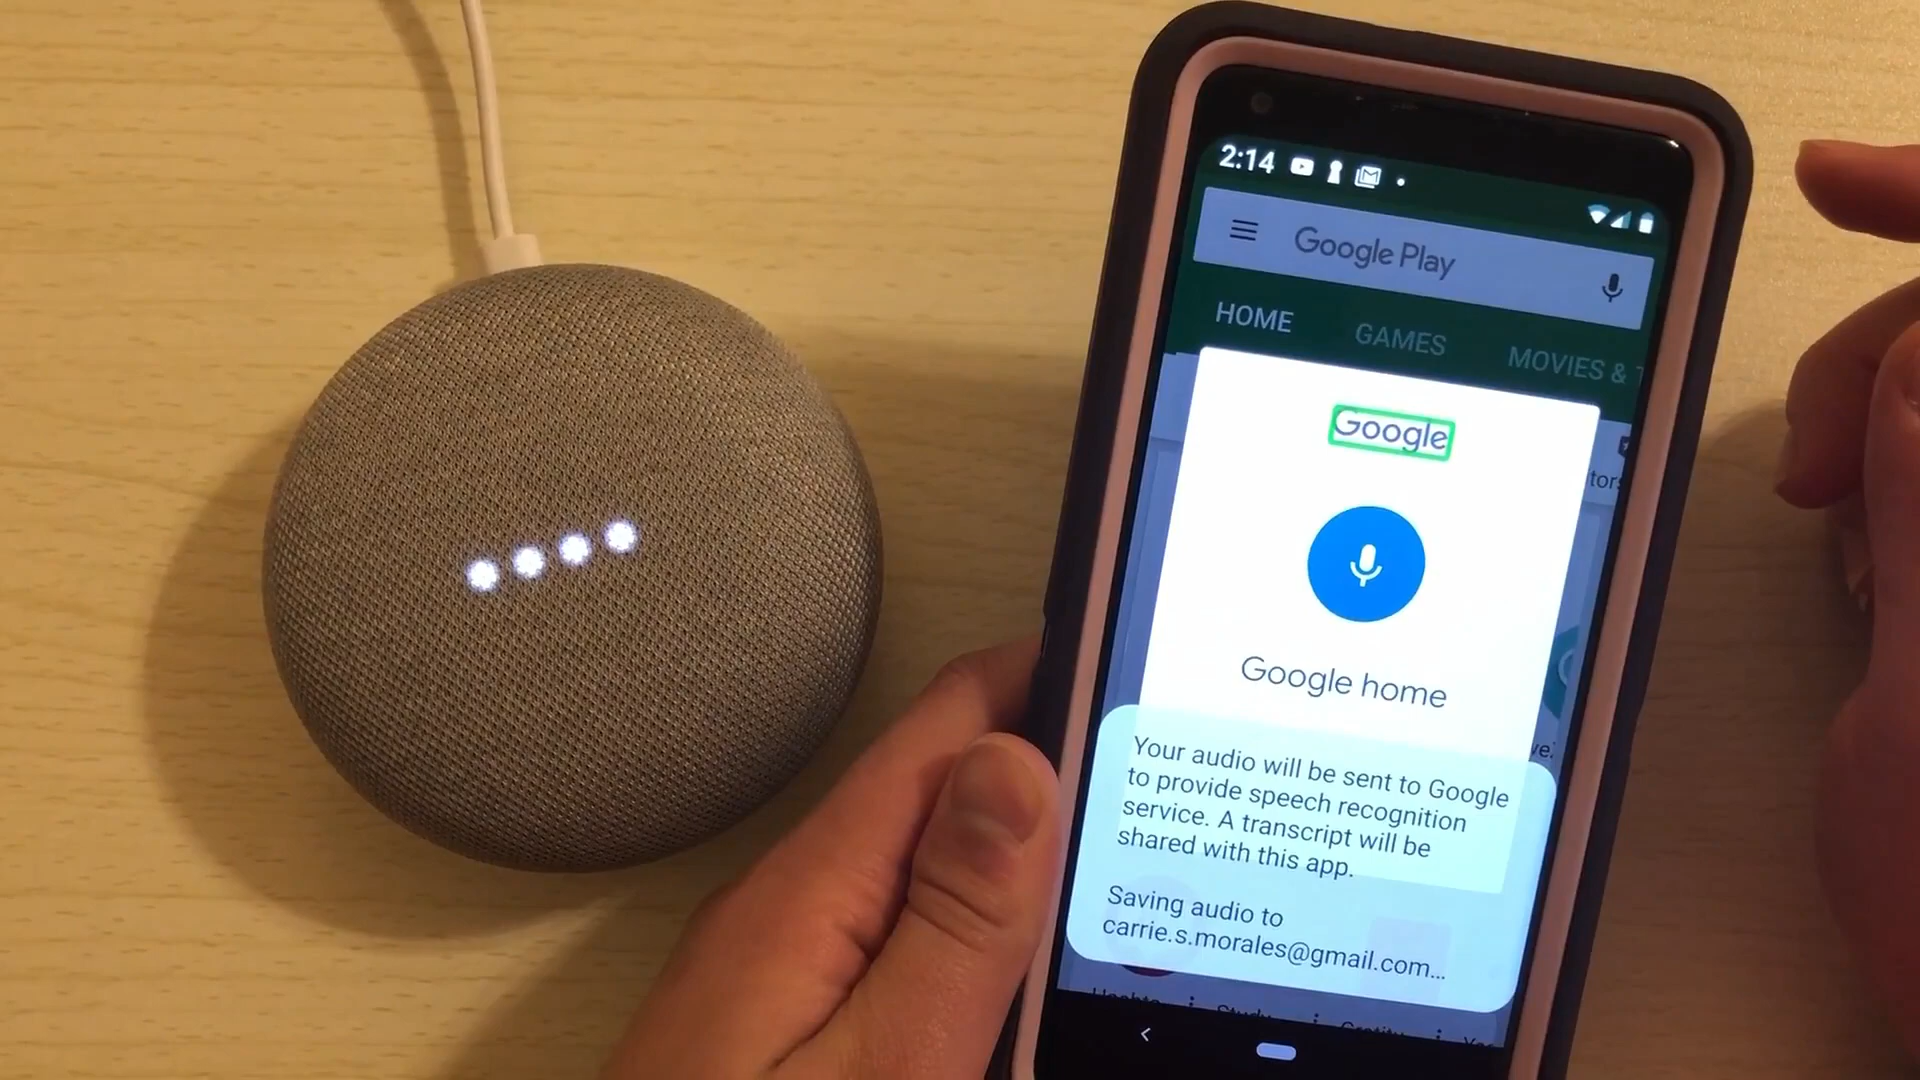 2:14
Google Play
HOME GAMES MOVIES &
Google
Google home
Your audio will be sent to Google
to provide speech recognition
service. A transcript will be
shared with this app.
Saving audio to
carrie.s.morales@gmail.com...